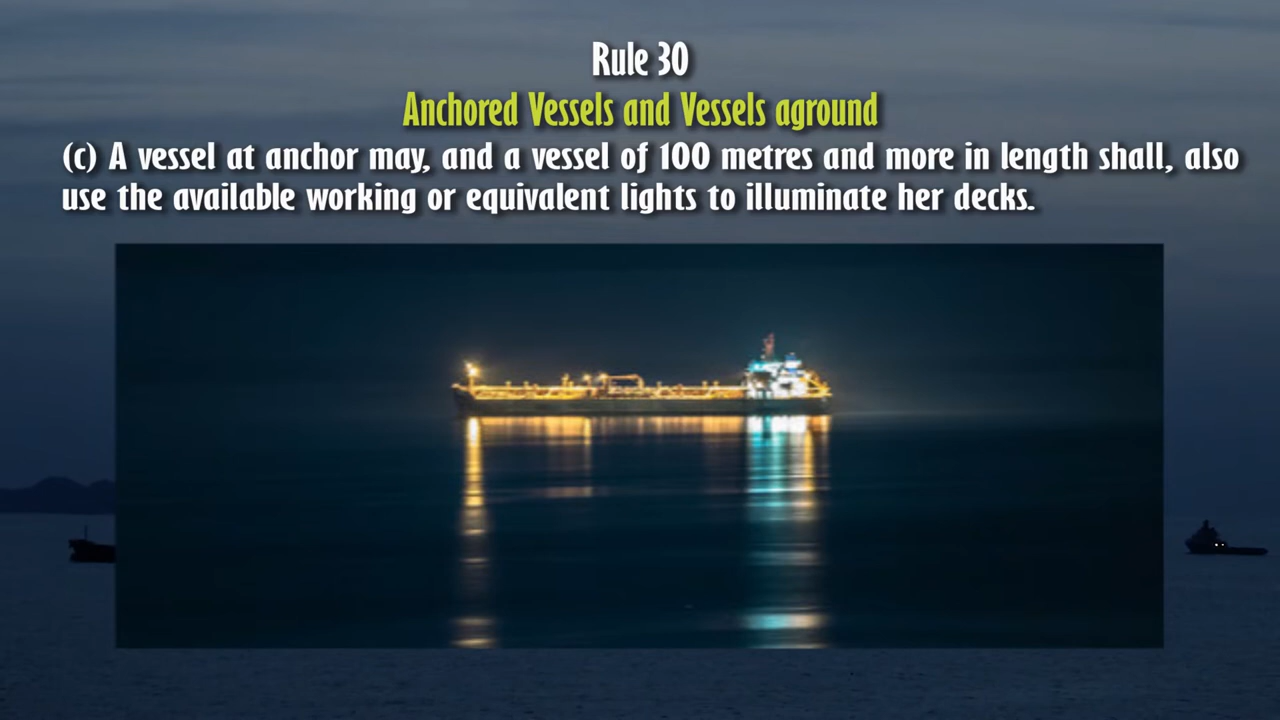 Rule 30
Anchored Vessels and Vessels aground
(c) A vessel at anchor may, and a vessel of 100 metres and more in length shall, also
use the available working or equivalent lights to illuminate her decks.